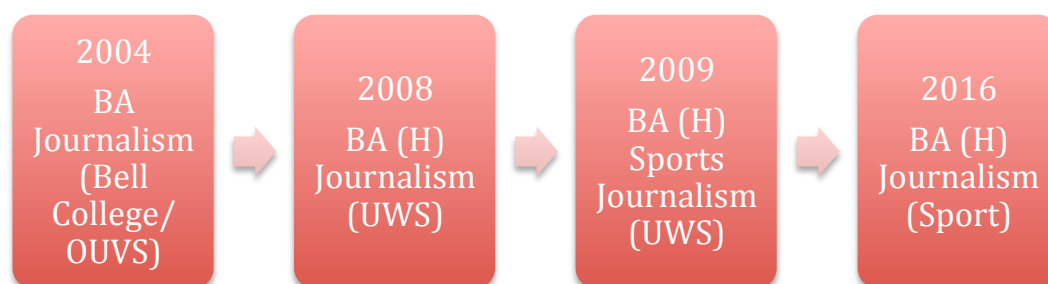 2004
BA
Journalism
(Bell
College/
OUVS)
2008
BA (H)
Journalism
(UWS)
2009
BA (H)
Sports
Journalism
(UWS)
2016
BA (H)
Journalism
(Sport)